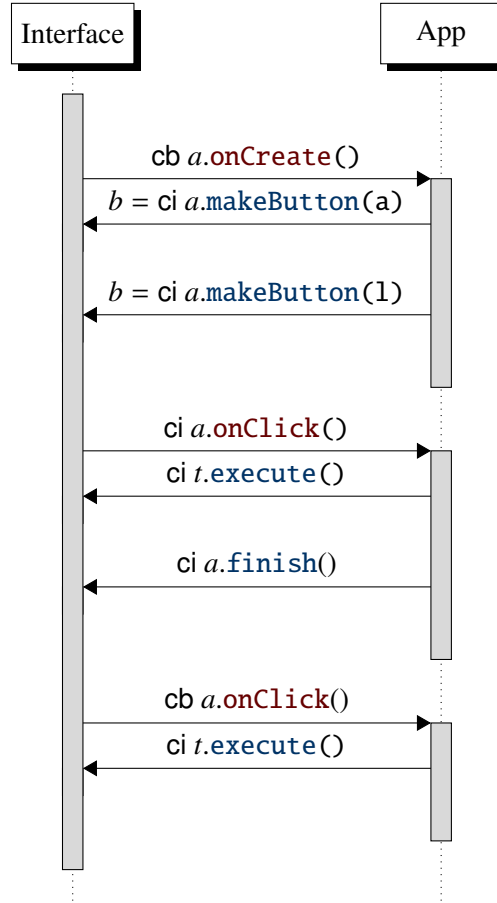 Interface
App
cb a.onCreate()
b = ci a.makeButton(a)
b = ci a.makeButton(l)
ci a.onClick()
ci t.execute()
ci a.finish()
cb a.onClick()
ci t.execute()